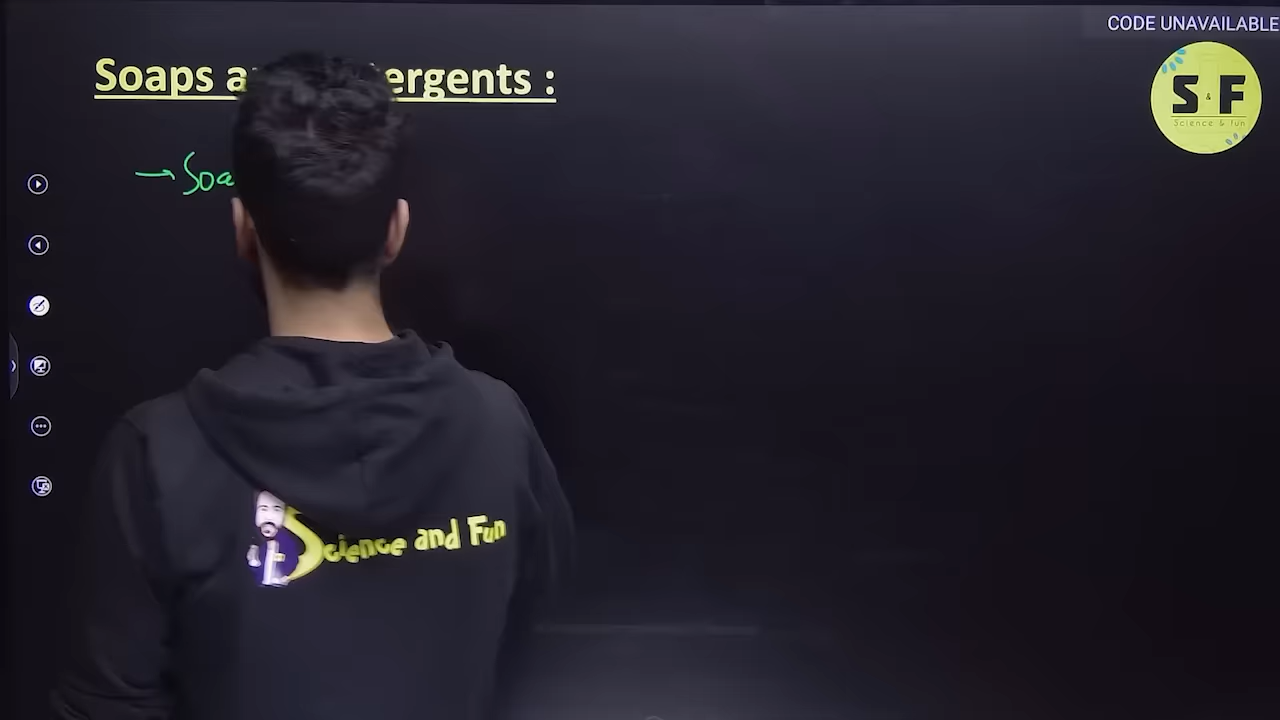 CODE UNAVAILABLE
Soaps a ergents :
S & F
Science & fun
→ Soa
Science and Fun